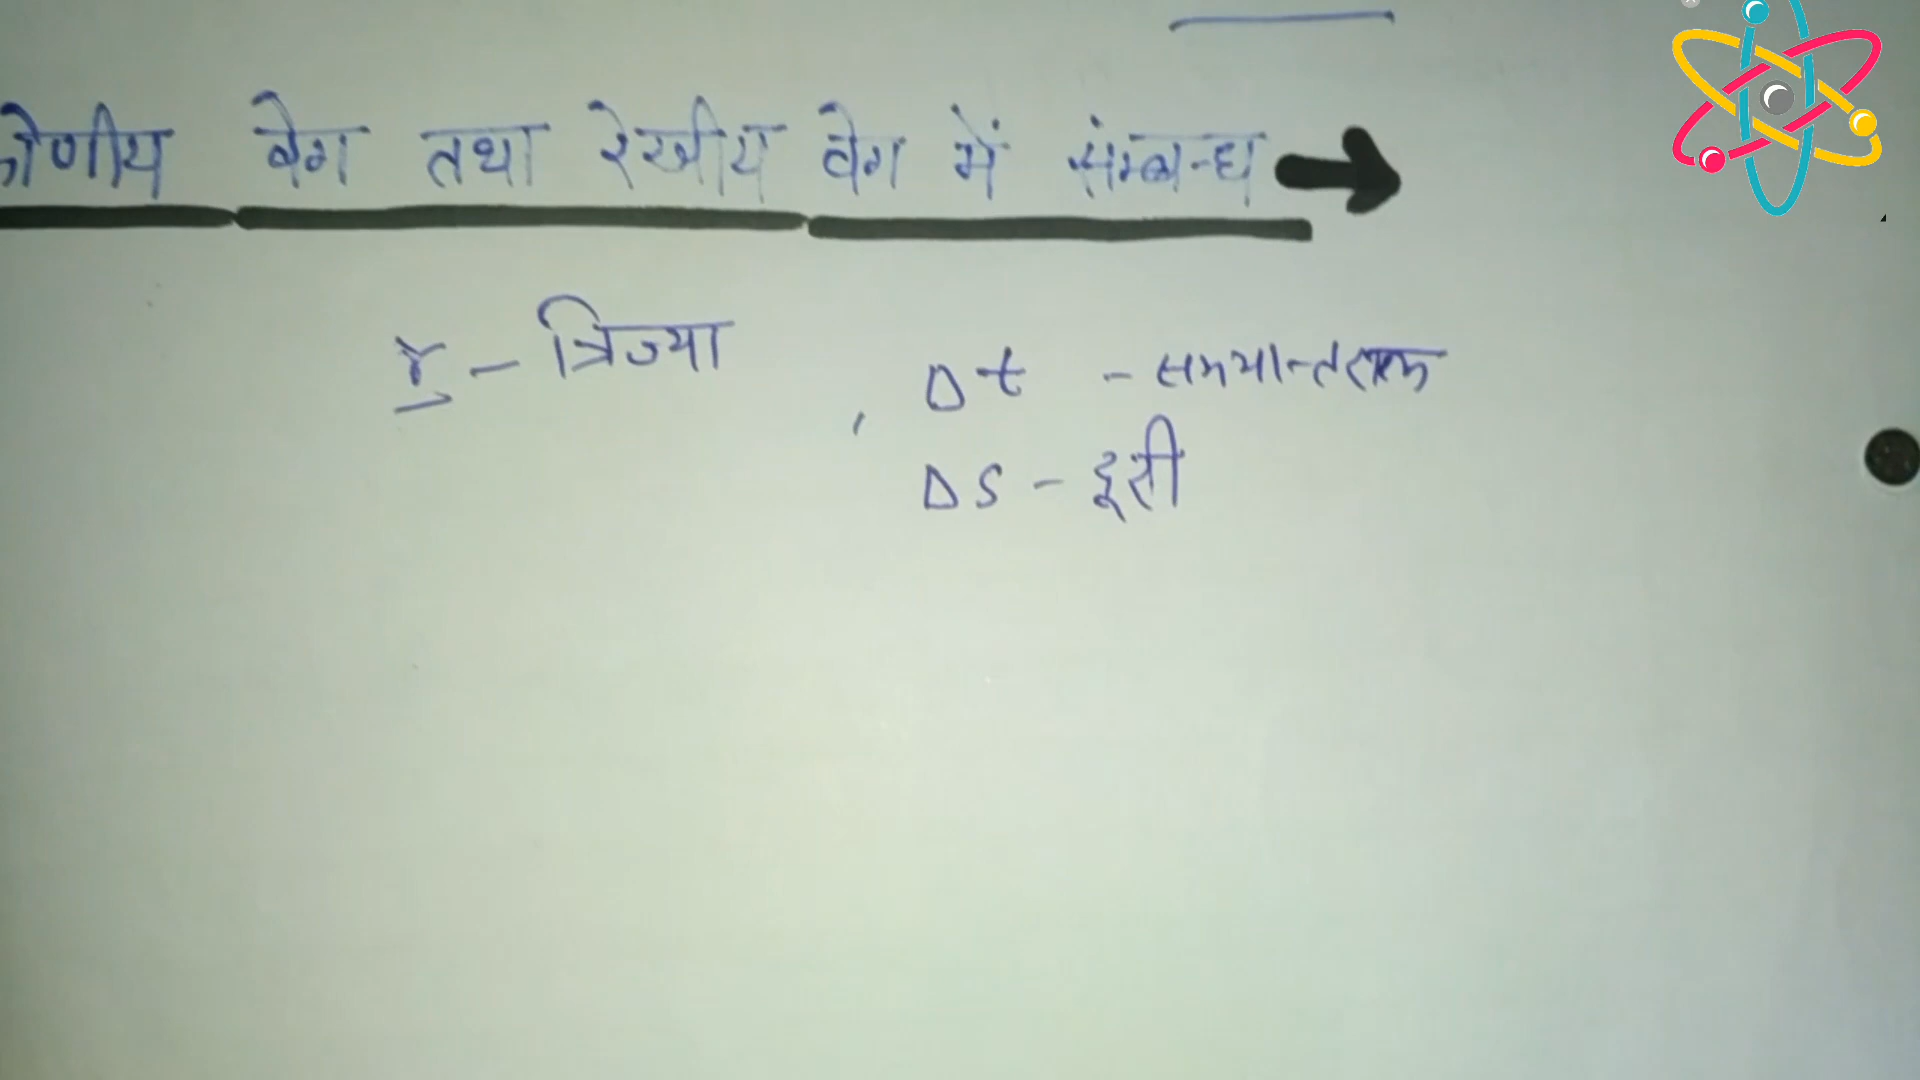 कोणीय वेग तथा रेखीय वेग में संम्बन्ध
r - त्रिज्या , Δt - समयान्तराल
ΔS - दूरी